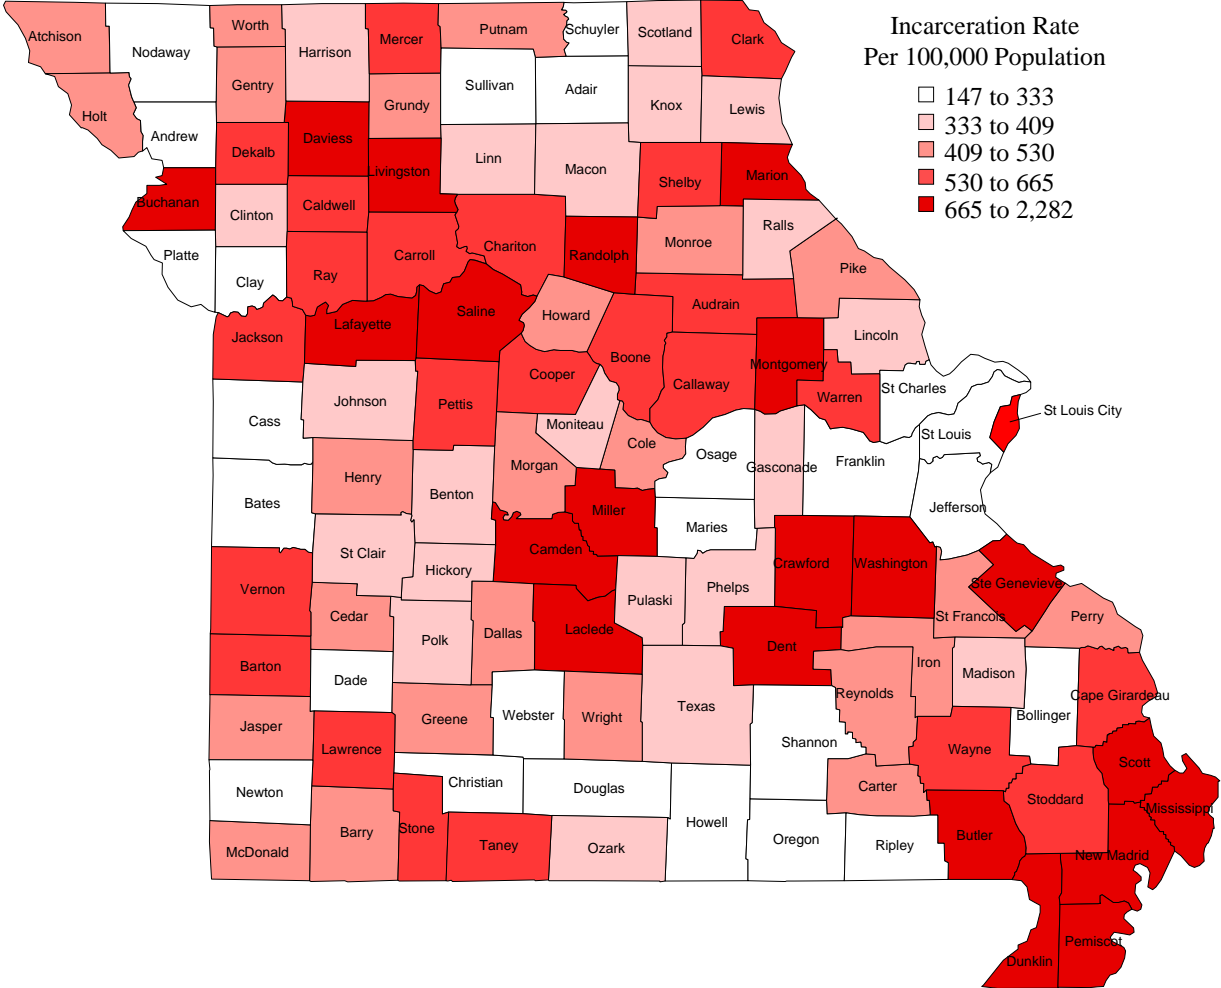 Incarceration Rate
Per 100,000 Population
147 to 333
333 to 409
409 to 530
530 to 665
665 to 2,282
Atchison
Nodaway
Worth
Harrison
Mercer
Putnam
Schuyler
Scotland
Clark
Holt
Andrew
Gentry
Grundy
Sullivan
Adair
Knox
Lewis
Dekalb
Daviess
Livingston
Linn
Macon
Shelby
Marion
Buchanan
Clinton
Caldwell
Chariton
Randolph
Monroe
Ralls
Pike
Platte
Clay
Ray
Carroll
Saline
Howard
Audrain
Lincoln
Jackson
Lafayette
Cooper
Boone
Callaway
Montgomery
Warren
St Charles
St Louis City
Cass
Johnson
Pettis
Moniteau
Cole
Osage
Gasconade
Franklin
St Louis
Bates
Henry
Benton
Morgan
Miller
Maries
Jefferson
St Clair
Hickory
Camden
Pulaski
Phelps
Crawford
Washington
Ste Genevieve
Vernon
Cedar
Polk
Dallas
Laclede
Dent
St Francois
Perry
Barton
Dade
Greene
Webster
Wright
Texas
Shannon
Reynolds
Iron
Madison
Bollinger
Cape Girardeau
Jasper
Lawrence
Christian
Douglas
Howell
Carter
Wayne
Stoddard
Scott
Mississippi
Newton
Barry
Stone
Taney
Ozark
Oregon
Ripley
Butler
New Madrid
McDonald
Dunklin
Pemiscot